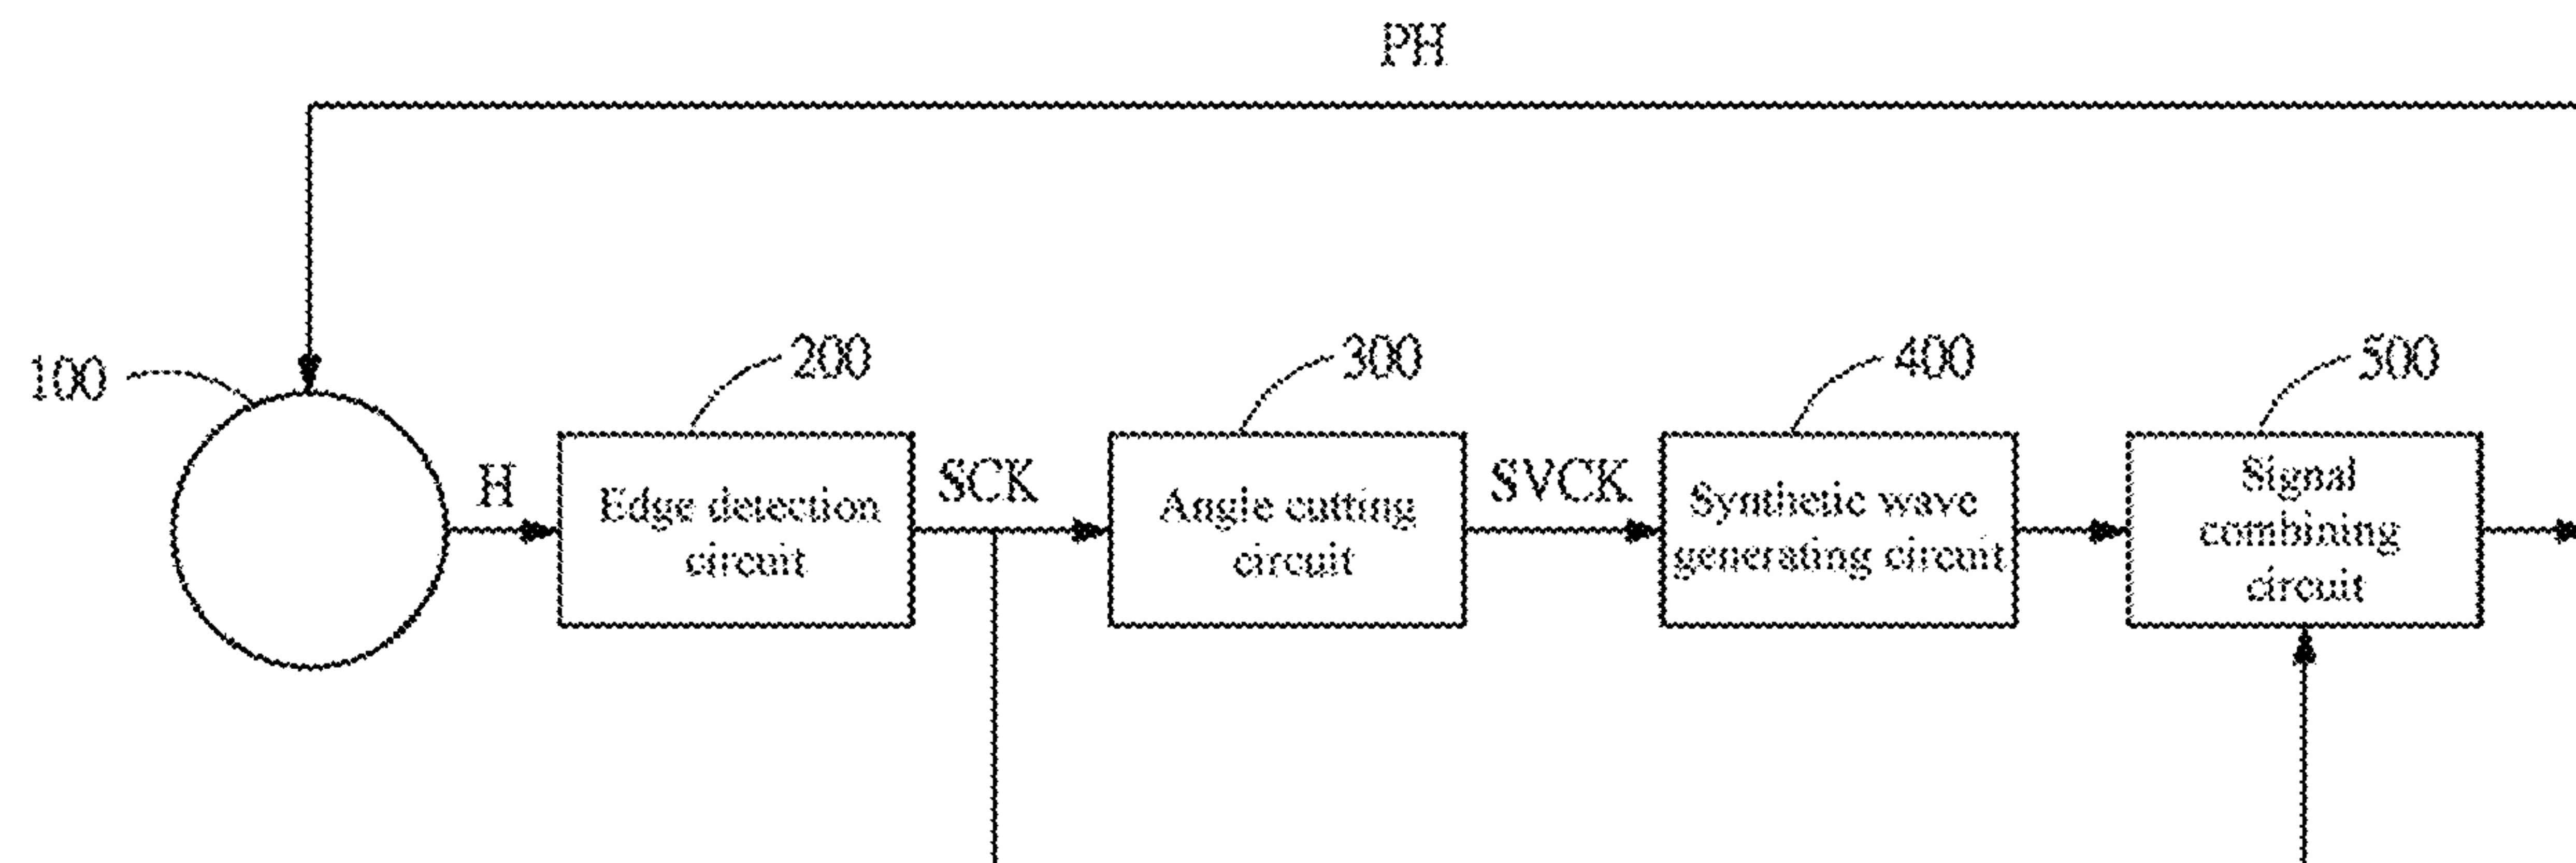 PH
100
200
300
400
500
H
Edge detection
circuit
SCK
Angle cutting
circuit
SVCK
Synthetic wave
generating circuit
Signal
combining
circuit